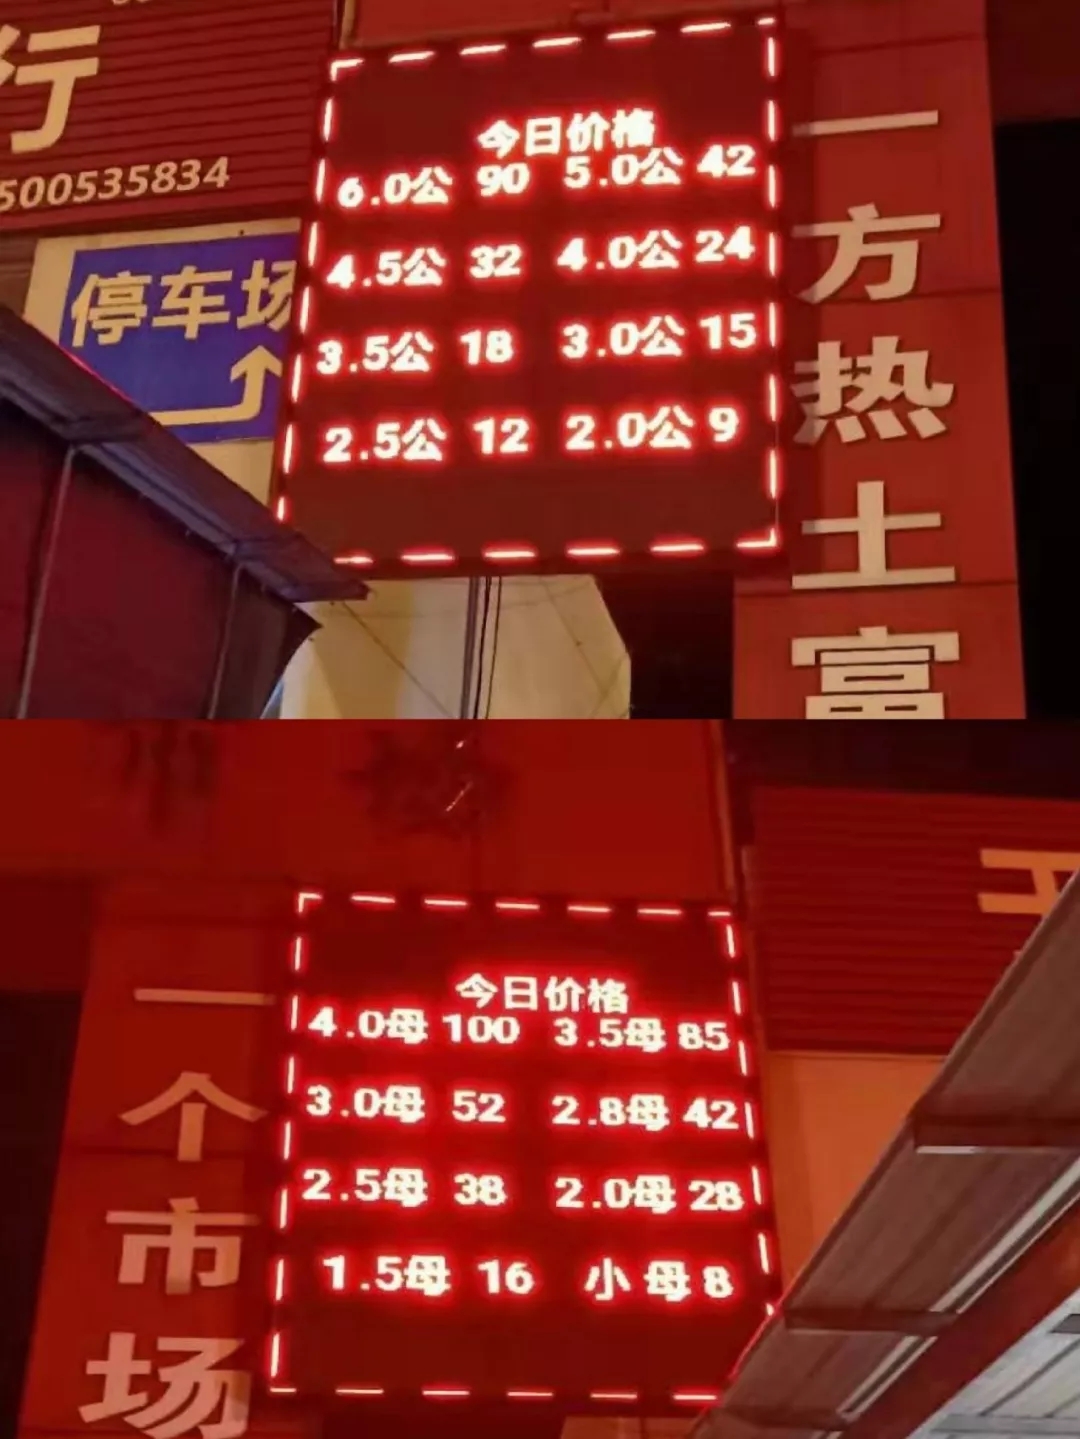 行
500535834
停车场
今日价格
6.0公 90 5.0公 42
4.5公 32 4.0公 24
3.5公 18 3.0公 15
2.5公 12 2.0公 9
一方热土富
今日价格
4.0母 100 3.5母 85
3.0母 52 2.8母 42
2.5母 38 2.0母 28
1.5母 16 小 母 8
一个市场